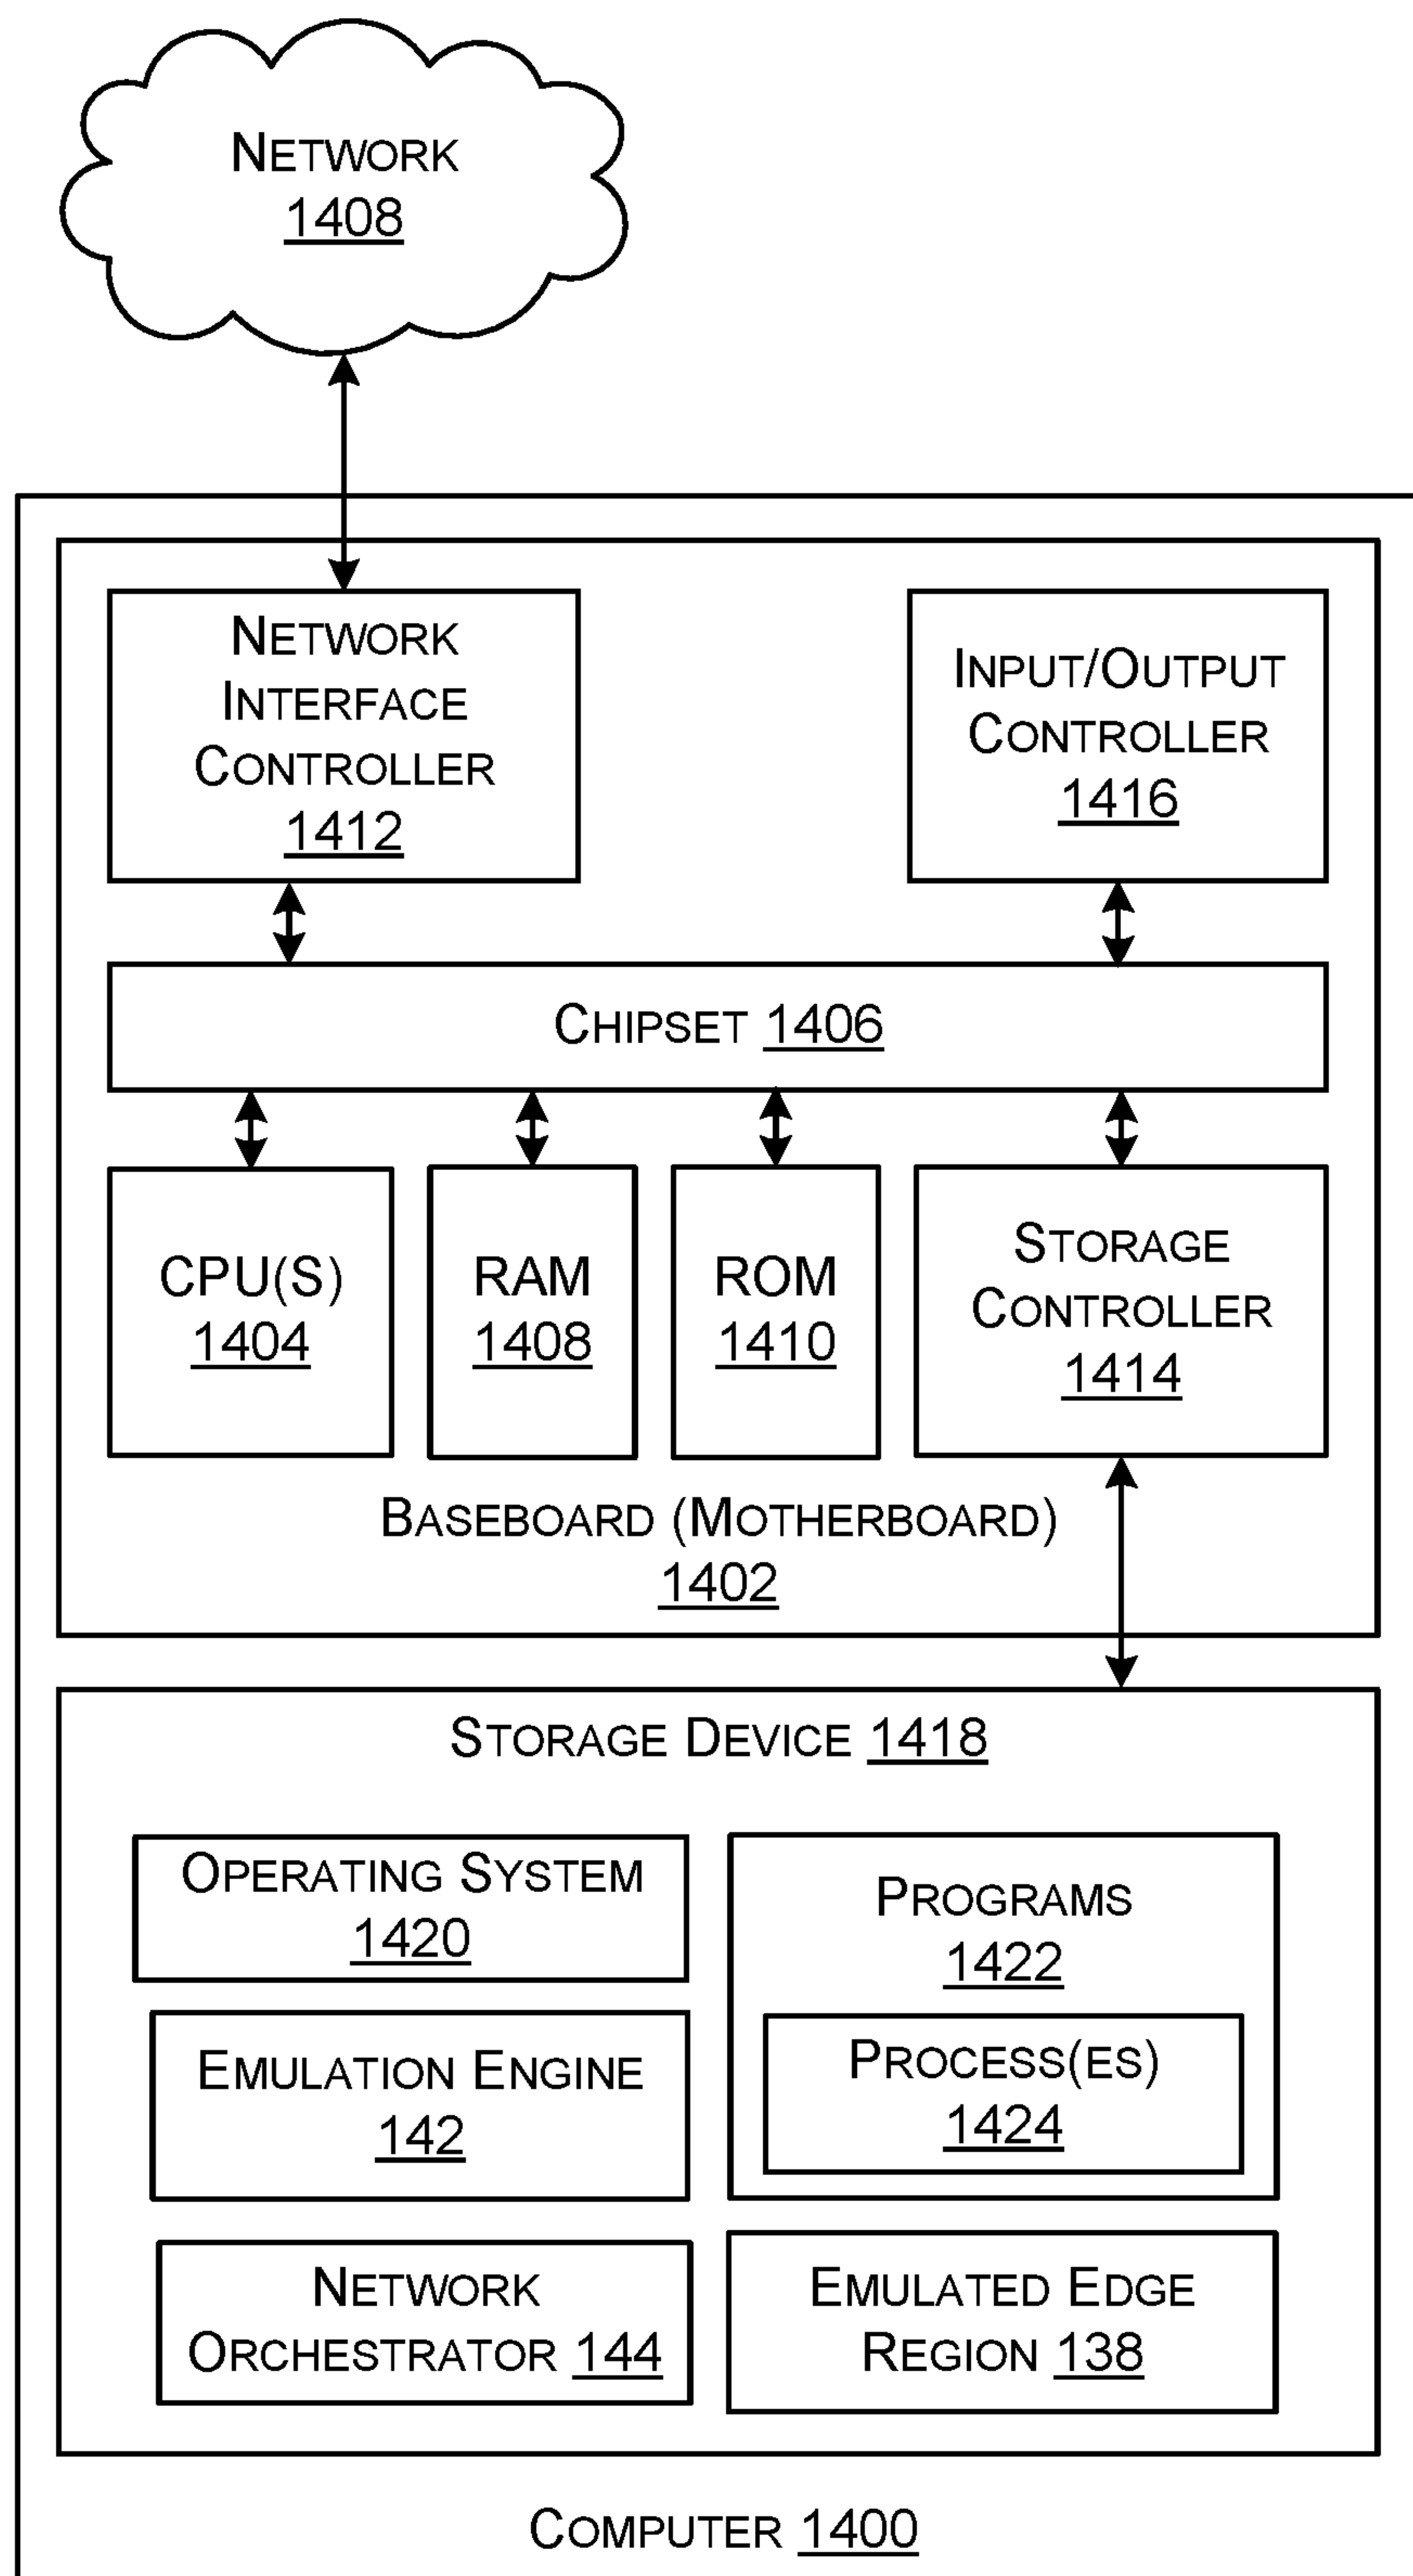 NETWORK
1408
NETWORK
INTERFACE
CONTROLLER
1412
INPUT/OUTPUT
CONTROLLER
1416
CHIPSET 1406
CPU(S)
1404
RAM
1408
ROM
1410
STORAGE
CONTROLLER
1414
BASEBOARD (MOTHERBOARD)
1402
STORAGE DEVICE 1418
OPERATING SYSTEM
1420
PROGRAMS
1422
PROCESS(ES)
1424
EMULATION ENGINE
142
NETWORK
ORCHESTRATOR 144
EMULATED EDGE
REGION 138
COMPUTER 1400